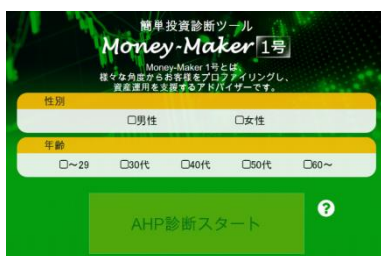 簡単投資診断ツール
Money-Maker 1号
Money-Maker 1号とは、
様々な角度からお客様をプロファイリングし、
資産運用を支援するアドバイザーです。
性別
□男性 □女性
年齢
□～29 □30代 □40代 □50代 □60～
?
AHP診断スタート